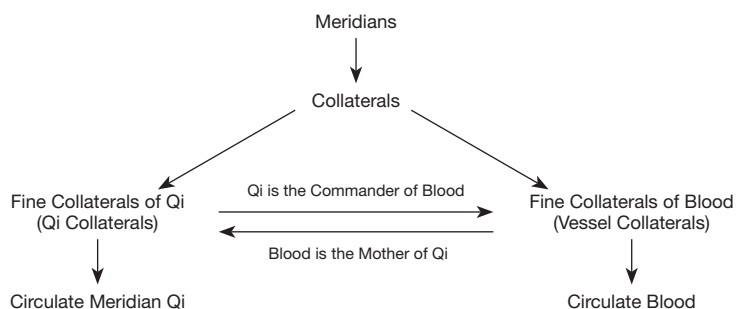 Meridians
Collaterals
Fine Collaterals of Qi
(Qi Collaterals)
Qi is the Commander of Blood
Blood is the Mother of Qi
Fine Collaterals of Blood
(Vessel Collaterals)
Circulate Meridian Qi
Circulate Blood